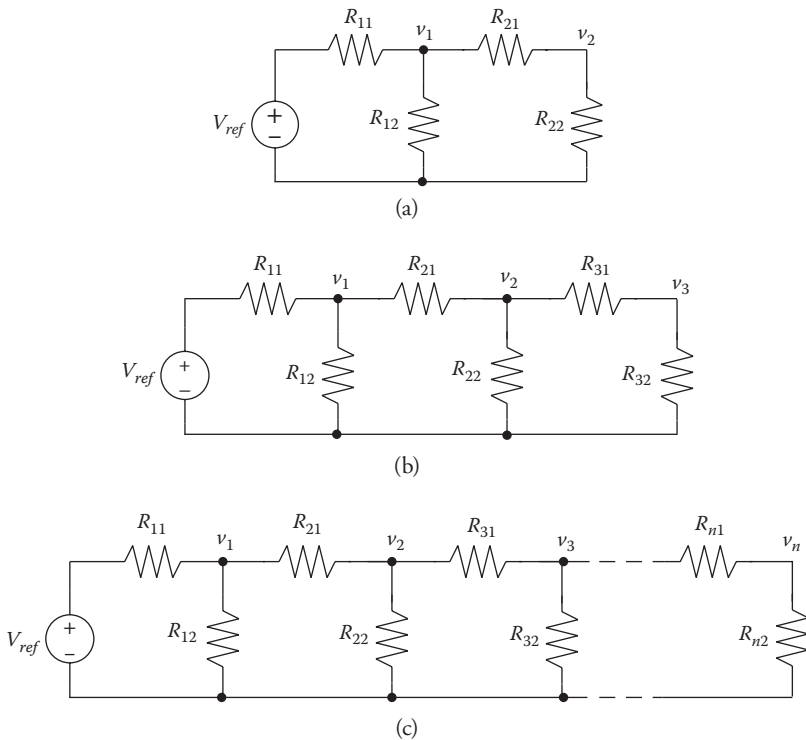 R11 v1 R21 v2
Vref + − R12 R22
(a)
R11 v1 R21 v2 R31 v3
Vref + − R12 R22 R32
(b)
R11 v1 R21 v2 R31 v3 Rn1 vn
Vref + − R12 R22 R32 Rn2
(c)